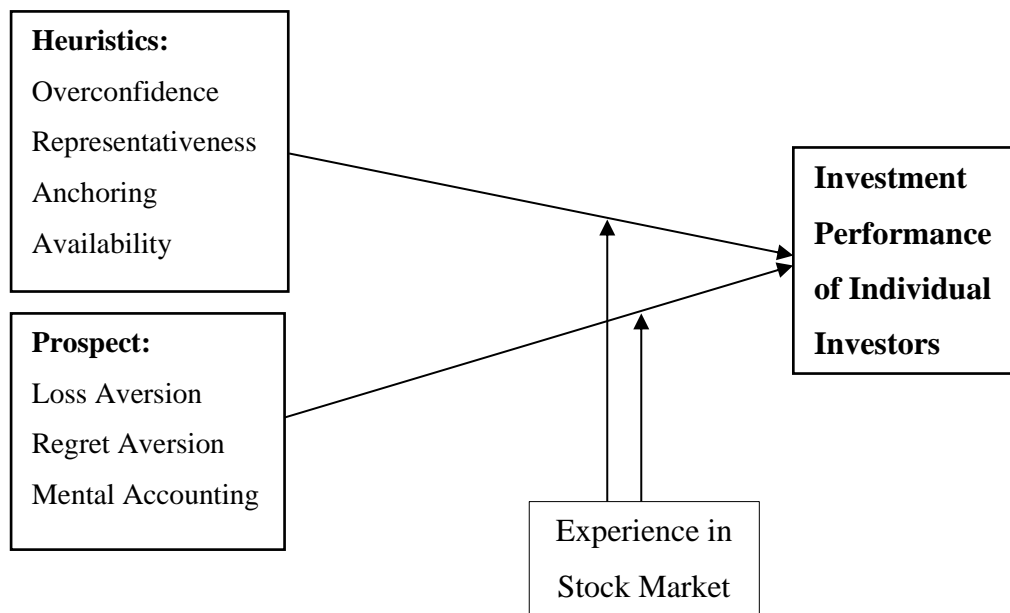 Heuristics:
Overconfidence
Representativeness
Anchoring
Availability
Prospect:
Loss Aversion
Regret Aversion
Mental Accounting
Investment
Performance
of Individual
Investors
Experience in
Stock Market